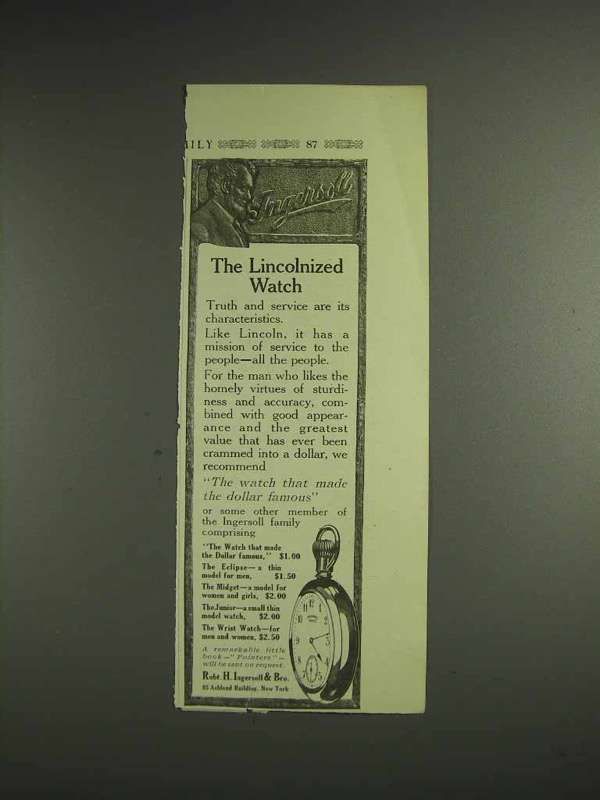 MILY 87
Ingersoll
The Lincolnized
Watch
Truth and service are its
characteristics.
Like Lincoln, it has a
mission of service to the
people—all the people.
For the man who likes the
homely virtues of sturdi-
ness and accuracy, com-
bined with good appear-
ance and the greatest
value that has ever been
crammed into a dollar, we
recommend
"The watch that made
the dollar famous"
or some other member of
the Ingersoll family
comprising
"The Watch that made
the Dollar famous," $1.00
The Eclipse—a thin
model for men, $1.50
The Midget—a model for
women and girls, $2.00
The Junior—a small thin
model watch, $2.00
The Wrist Watch—for
men and women, $2.50
A remarkable little
book—"Pointers"—
will be sent on request.
Robt. H. Ingersoll & Bro.
Ashland Building, New York